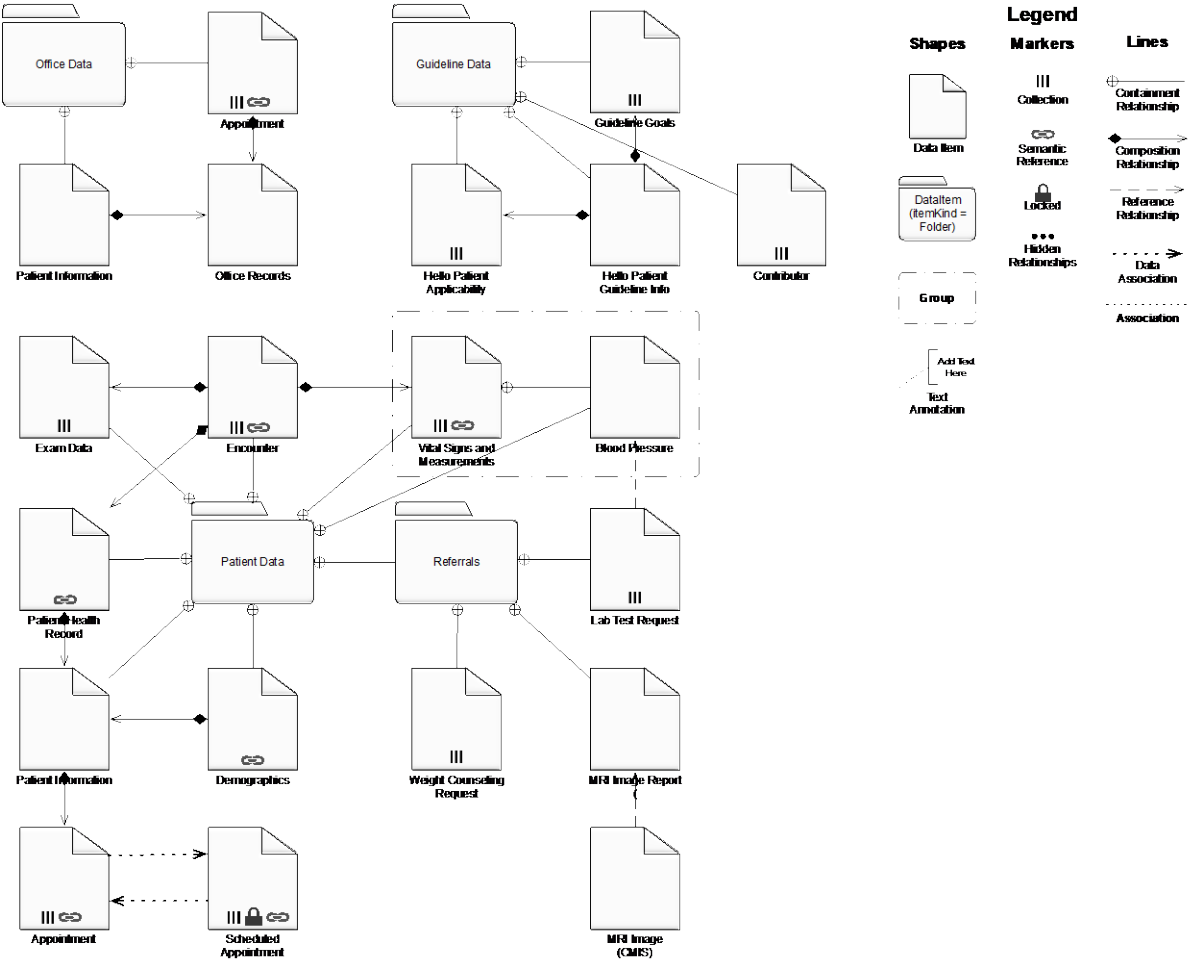 Legend
Shapes
Markers
Lines
Office Data
Guideline Data
Collection
Containment
Relationship
Appointment
Guideline Goals
Data Item
Semantic
Reference
Composition
Relationship
DataItem
(itemKind =
Folder)
Locked
Reference
Relationship
Hidden
Relationships
Data
Association
Patient Information
Office Records
Hello Patient
Applicability
Hello Patient
Guideline Info
Contributor
Group
Association
Add Text
Here
Text
Annotation
Exam Data
Encounter
Vital Signs and
Measurements
Blood Pressure
Patient Data
Referrals
Patient Health
Record
Lab Test Request
Patient Information
Demographics
Weight Counseling
Request
MRI Image Report
(
Appointment
Scheduled
Appointment
MRI Image
(CMIS)